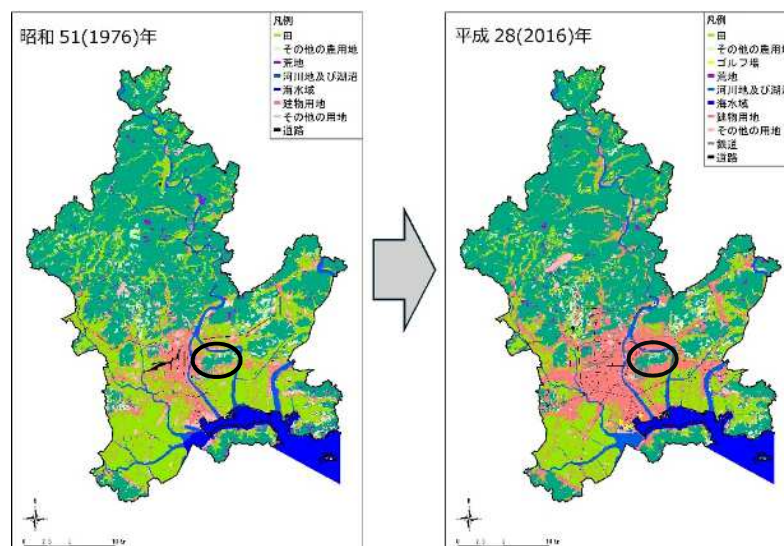 昭和 51(1976)年
凡例
田
その他の農用地
荒地
河川地及び湖沼
海水域
建物用地
その他の用地
道路
平成 28(2016)年
凡例
田
その他の農用地
ゴルフ場
荒地
河川地及び湖沼
海水域
建物用地
その他の用地
鉄道
道路